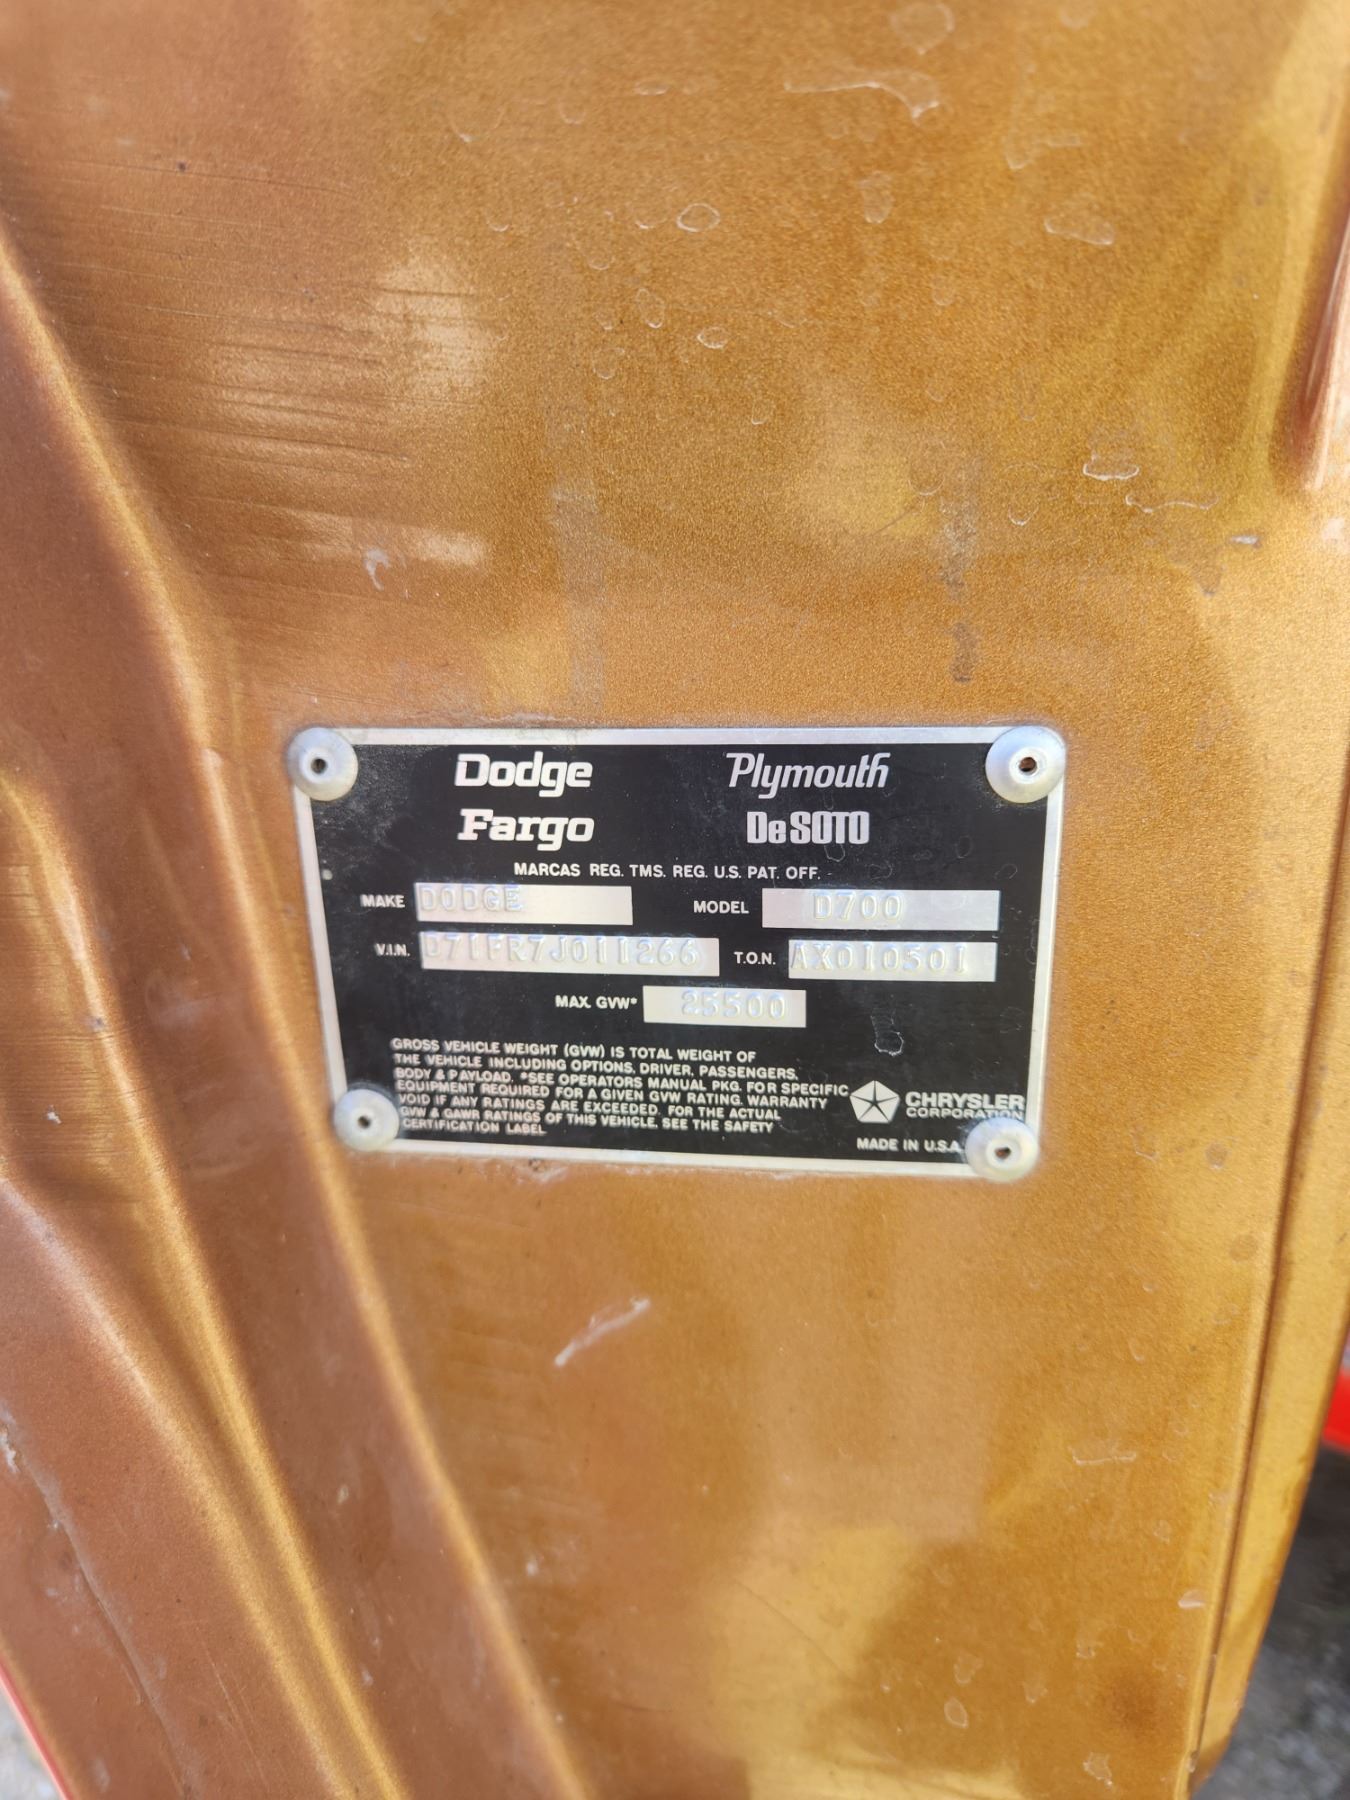 Dodge Plymouth
Fargo DeSOTO
MARCAS REG. TMS. REG. U.S. PAT. OFF.
MAKE DODGE MODEL D700
V.I.N. D71FR7J011266 T.O.N. AX010501
MAX. GVW* 25500
GROSS VEHICLE WEIGHT (GVW) IS TOTAL WEIGHT OF
THE VEHICLE INCLUDING OPTIONS, DRIVER, PASSENGERS,
BODY & PAYLOAD. *SEE OPERATORS MANUAL PKG. FOR SPECIFIC
EQUIPMENT REQUIRED FOR A GIVEN GVW RATING. WARRANTY
VOID IF ANY RATINGS ARE EXCEEDED. FOR THE ACTUAL
GVW & GAWR RATINGS OF THIS VEHICLE, SEE THE SAFETY
CERTIFICATION LABEL
CHRYSLER
CORPORATION
MADE IN U.S.A.